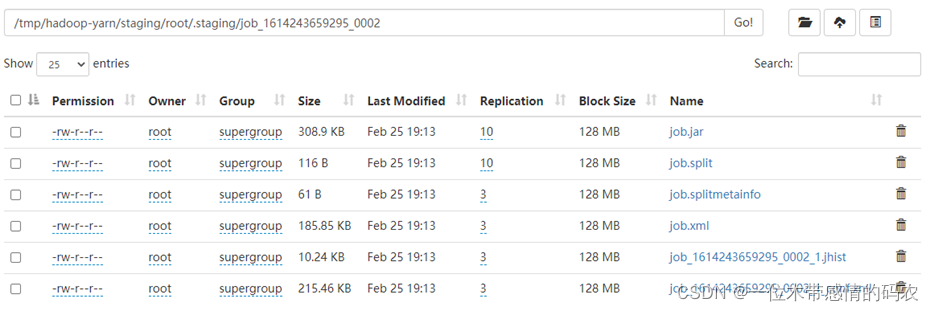 /tmp/hadoop-yarn/staging/root/.staging/job_1614243659295_0002 Go!
Show 25 entries Search:
Permission Owner Group Size Last Modified Replication Block Size Name
-rw-r--r-- root supergroup 308.9 KB Feb 25 19:13 10 128 MB job.jar
-rw-r--r-- root supergroup 116 B Feb 25 19:13 10 128 MB job.split
-rw-r--r-- root supergroup 61 B Feb 25 19:13 3 128 MB job.splitmetainfo
-rw-r--r-- root supergroup 185.85 KB Feb 25 19:13 3 128 MB job.xml
-rw-r--r-- root supergroup 10.24 KB Feb 25 19:13 3 128 MB job_1614243659295_0002_1.jhist
-rw-r--r-- root supergroup 215.46 KB Feb 25 19:13 3 128 MB
CSDN @一位木带感情的码农